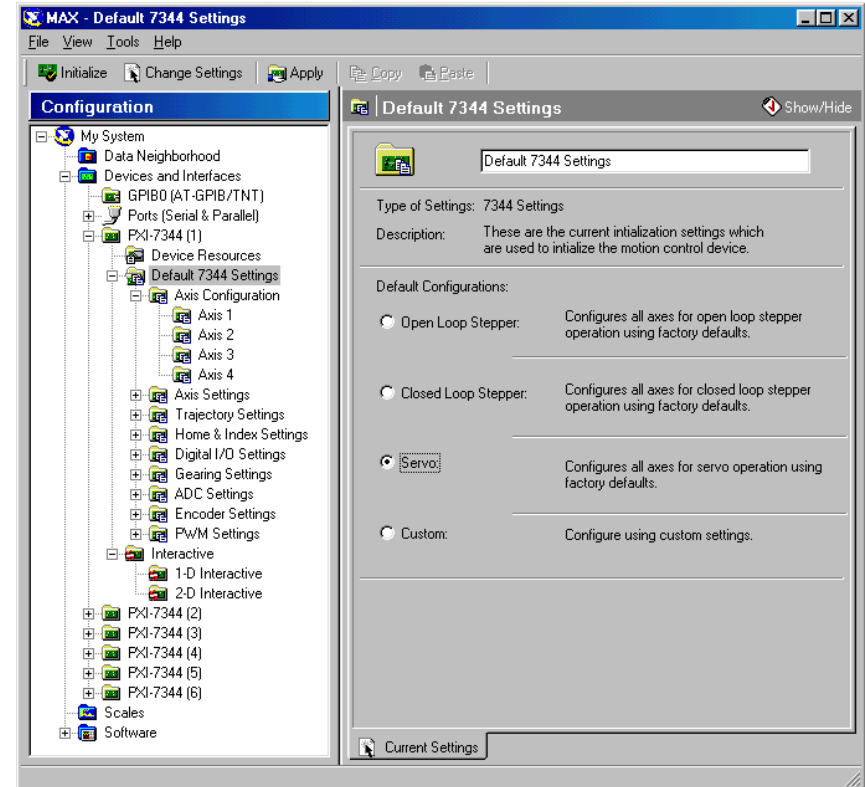 MAX - Default 7344 Settings
File View Tools Help
Initialize Change Settings Apply Copy Paste
Configuration
My System
Data Neighborhood
Devices and Interfaces
GPIB0 (AT-GPIB/TNT)
Ports (Serial & Parallel)
PXI-7344 (1)
Device Resources
Default 7344 Settings
Axis Configuration
Axis 1
Axis 2
Axis 3
Axis 4
Axis Settings
Trajectory Settings
Home & Index Settings
Digital I/O Settings
Gearing Settings
ADC Settings
Encoder Settings
PWM Settings
Interactive
1-D Interactive
2-D Interactive
PXI-7344 (2)
PXI-7344 (3)
PXI-7344 (4)
PXI-7344 (5)
PXI-7344 (6)
Scales
Software
Default 7344 Settings Show/Hide
Default 7344 Settings
Type of Settings: 7344 Settings
Description: These are the current intialization settings which
are used to intialize the motion control device.
Default Configurations:
Open Loop Stepper: Configures all axes for open loop stepper
operation using factory defaults.
Closed Loop Stepper: Configures all axes for closed loop stepper
operation using factory defaults.
Servo: Configures all axes for servo operation using
factory defaults.
Custom: Configure using custom settings.
Current Settings